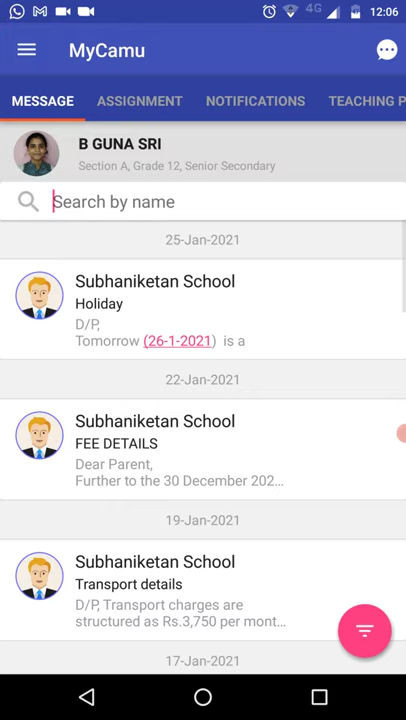 4G 12:06
MyCamu
MESSAGE ASSIGNMENT NOTIFICATIONS TEACHING P
B GUNA SRI
Section A, Grade 12, Senior Secondary
Search by name
25-Jan-2021
Subhaniketan School
Holiday
D/P,
Tomorrow (26-1-2021) is a
22-Jan-2021
Subhaniketan School
FEE DETAILS
Dear Parent,
Further to the 30 December 202...
19-Jan-2021
Subhaniketan School
Transport details
D/P, Transport charges are
structured as Rs.3,750 per mont...
17-Jan-2021